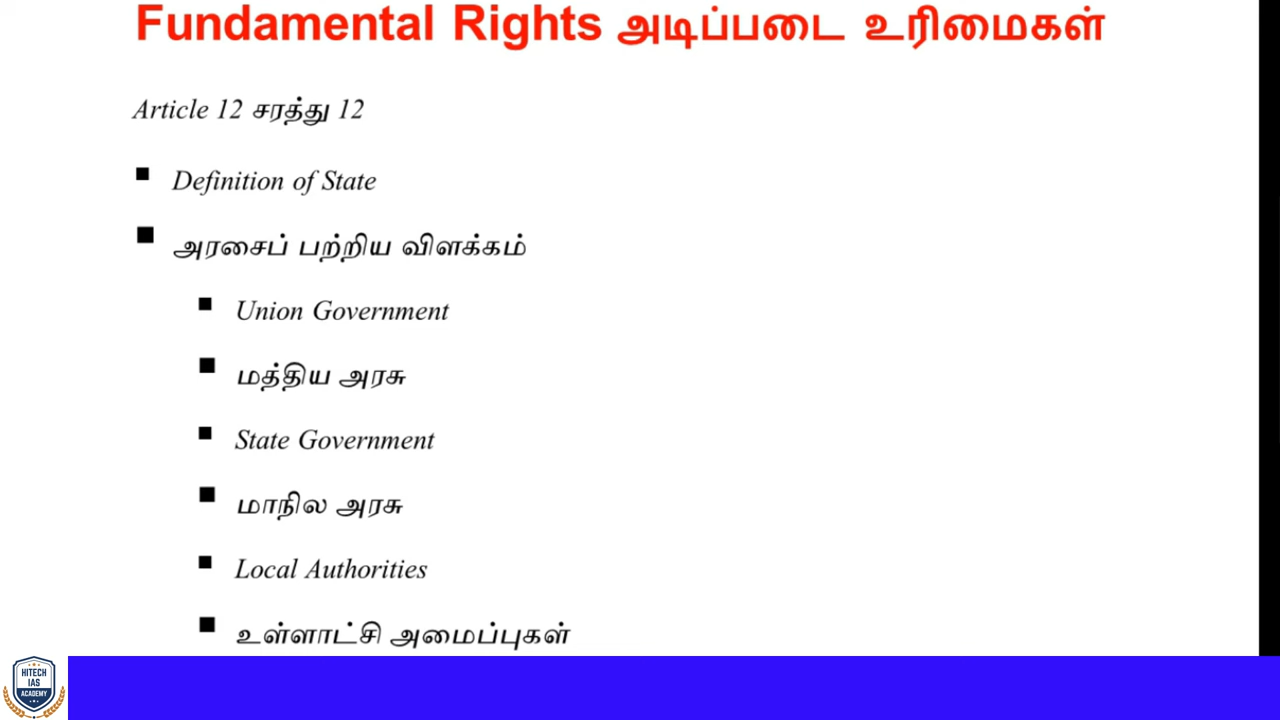 Fundamental Rights அடிப்படை உரிமைகள்
Article 12 சரத்து 12
Definition of State
அரசைப் பற்றிய விளக்கம்
Union Government
மத்திய அரசு
State Government
மாநில அரசு
Local Authorities
உள்ளாட்சி அமைப்புகள்
HITECH
IAS
ACADEMY